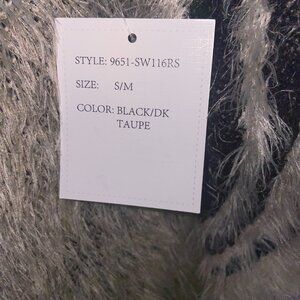 STYLE: 9651-SW116RS
SIZE: S/M
COLOR: BLACK/DK
TAUPE